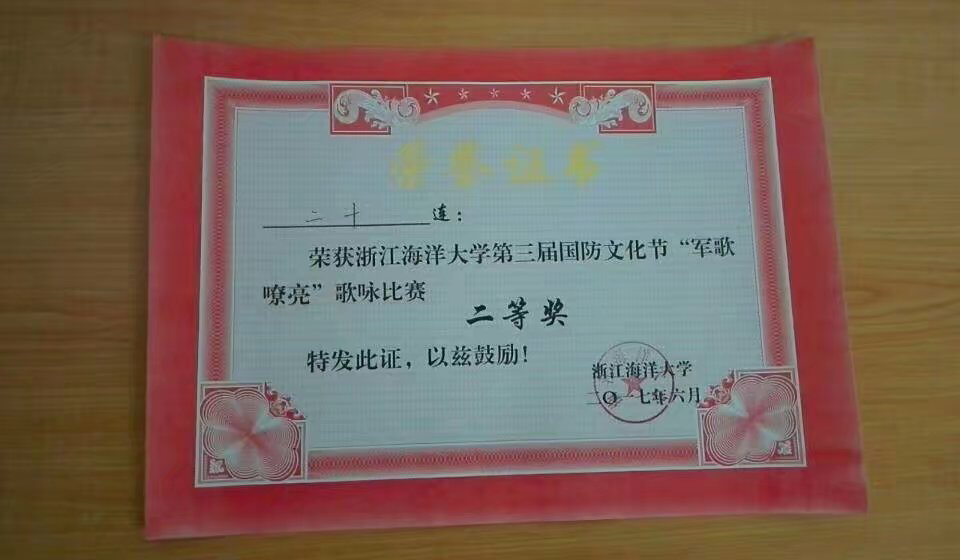 荣誉证书
二十连：
荣获浙江海洋大学第三届国防文化节“军歌
嘹亮”歌咏比赛
二等奖
特发此证，以兹鼓励！
浙江海洋大学
二〇一七年六月